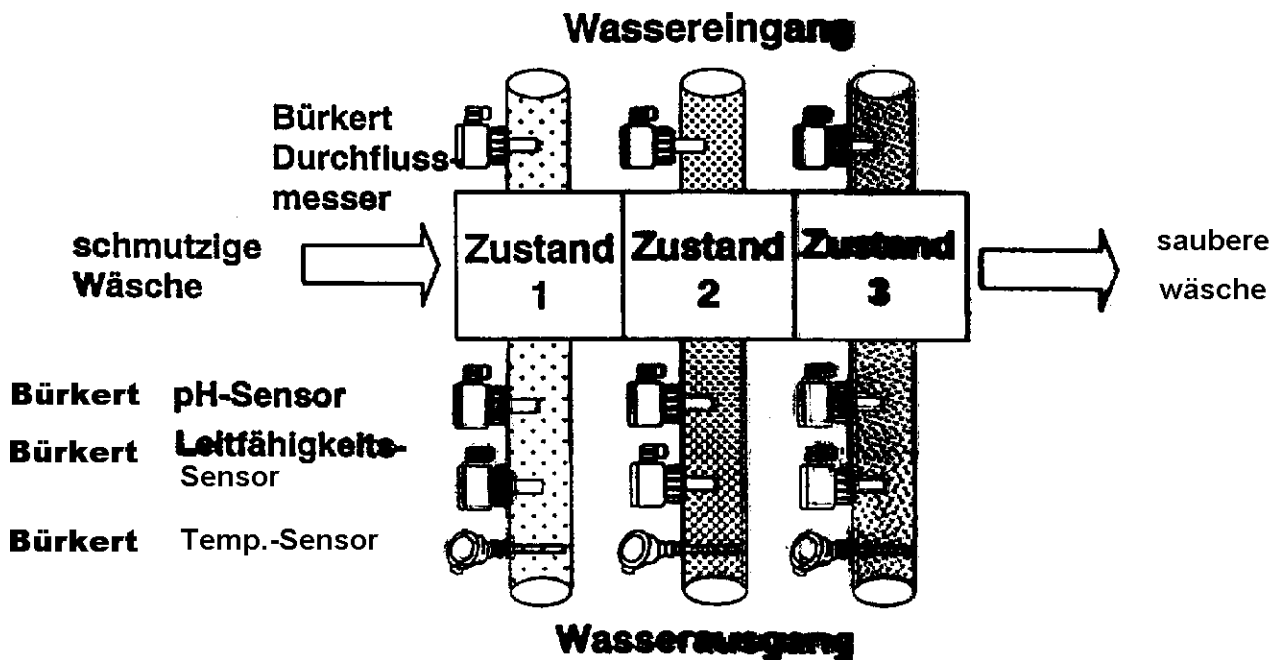 Wassereingang
Bürkert
Durchfluss-
messer
schmutzige
Wäsche
Zustand
1
Zustand
2
Zustand
3
saubere
wäsche
Bürkert pH-Sensor
Bürkert Leitfähigkeits-
Sensor
Bürkert Temp.-Sensor
Wasserausgang